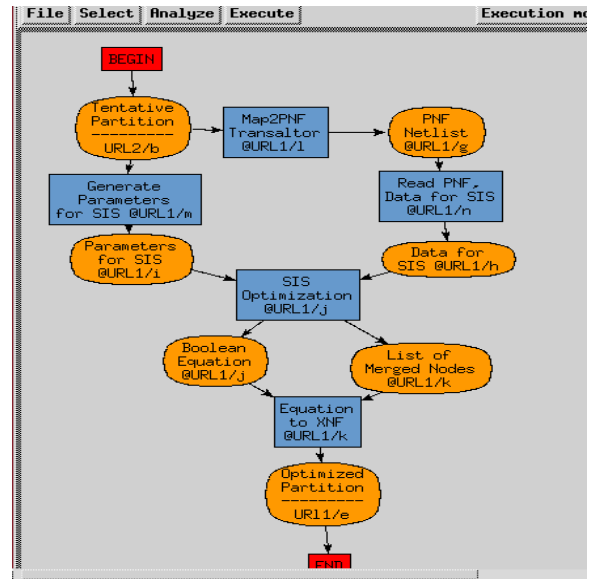 File Select Analyze Execute Execution mo
BEGIN
Tentative
Partition
---------
URL2/b
Map2PNF
Transaltor
@URL1/l
PNF
Netlist
@URL1/g
Generate
Parameters
for SIS @URL1/m
Read PNF,
Data for SIS
@URL1/n
Parameters
for SIS
@URL1/i
Data for
SIS @URL1/h
SIS
Optimization
@URL1/j
Boolean
Equation
@URL1/j
List of
Merged Nodes
@URL1/k
Equation
to XNF
@URL1/k
Optimized
Partition
---------
URl1/e
END